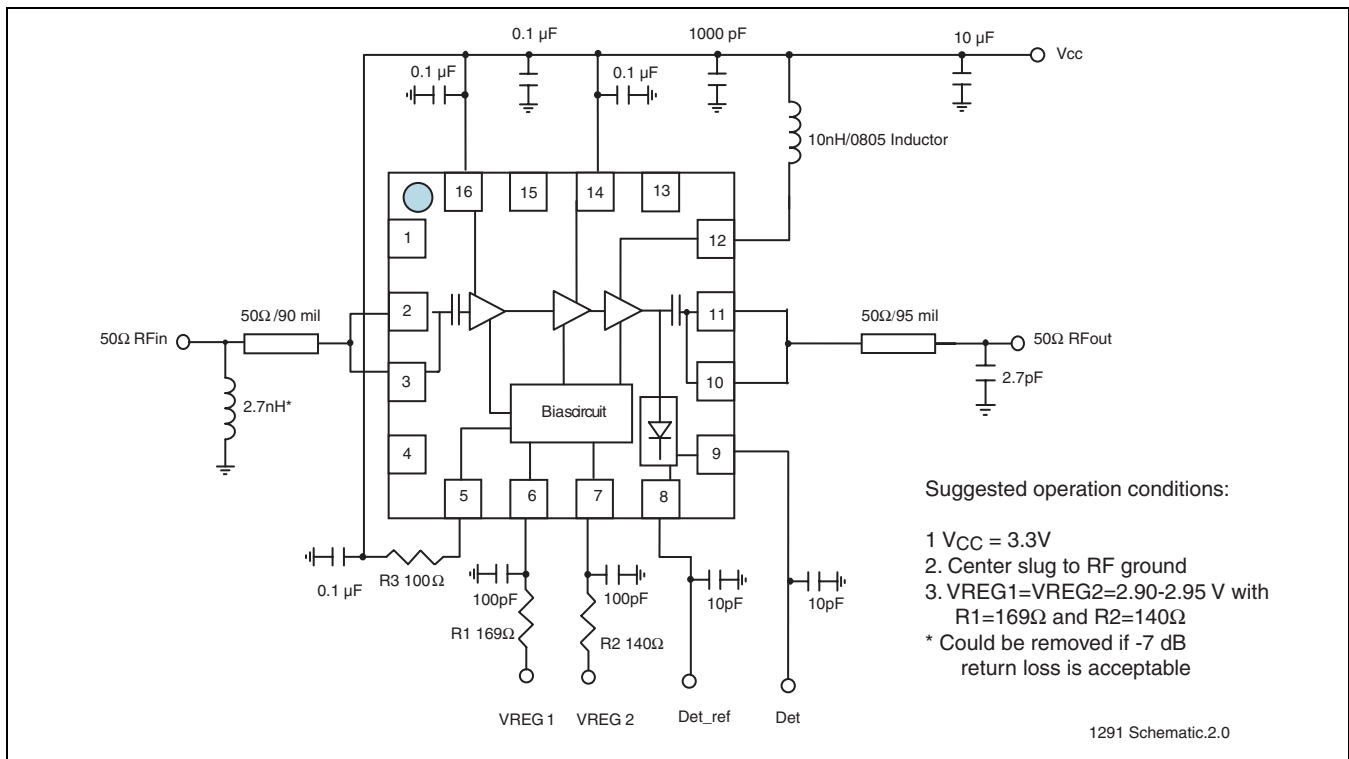 0.1 µF
1000 pF
10 µF
Vcc
0.1 µF
0.1 µF
10nH/0805 Inductor
16
15
14
13
1
12
2
11
50Ω/90 mil
50Ω/95 mil
50Ω RFin
50Ω RFout
3
10
2.7pF
2.7nH*
Biascircuit
4
9
5
6
7
8
Suggested operation conditions:
1 VCC = 3.3V
2. Center slug to RF ground
3. VREG1=VREG2=2.90-2.95 V with
R1=169Ω and R2=140Ω
* Could be removed if -7 dB
return loss is acceptable
0.1 µF
R3 100Ω
100pF
100pF
10pF
10pF
R1 169Ω
R2 140Ω
VREG 1
VREG 2
Det_ref
Det
1291 Schematic.2.0